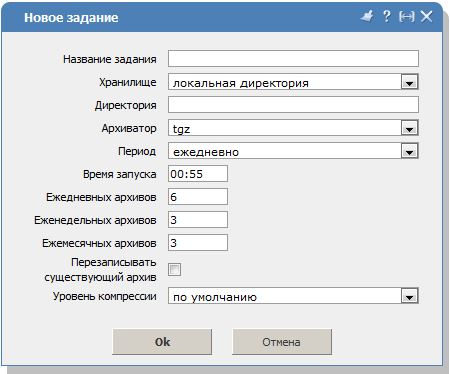 Новое задание ?
Название задания
Хранилище локальная директория
Директория
Архиватор tgz
Период ежедневно
Время запуска 00:55
Ежедневных архивов 6
Еженедельных архивов 3
Ежемесячных архивов 3
Перезаписывать
существующий архив
Уровень компрессии по умолчанию
Ok Отмена